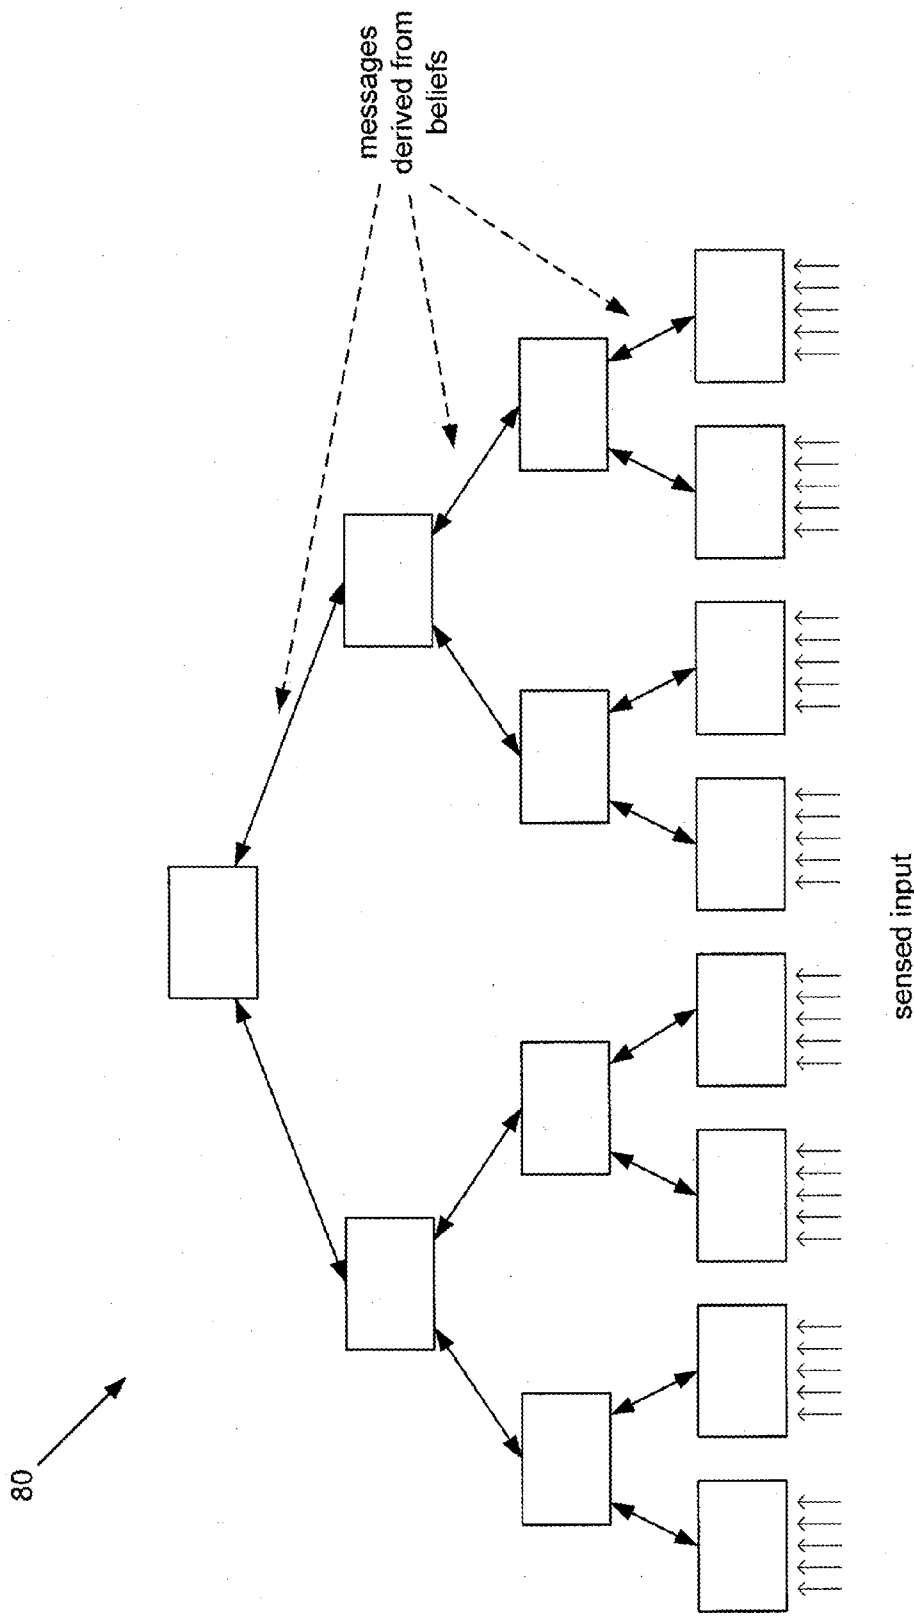 80
messages
derived from
beliefs
sensed input